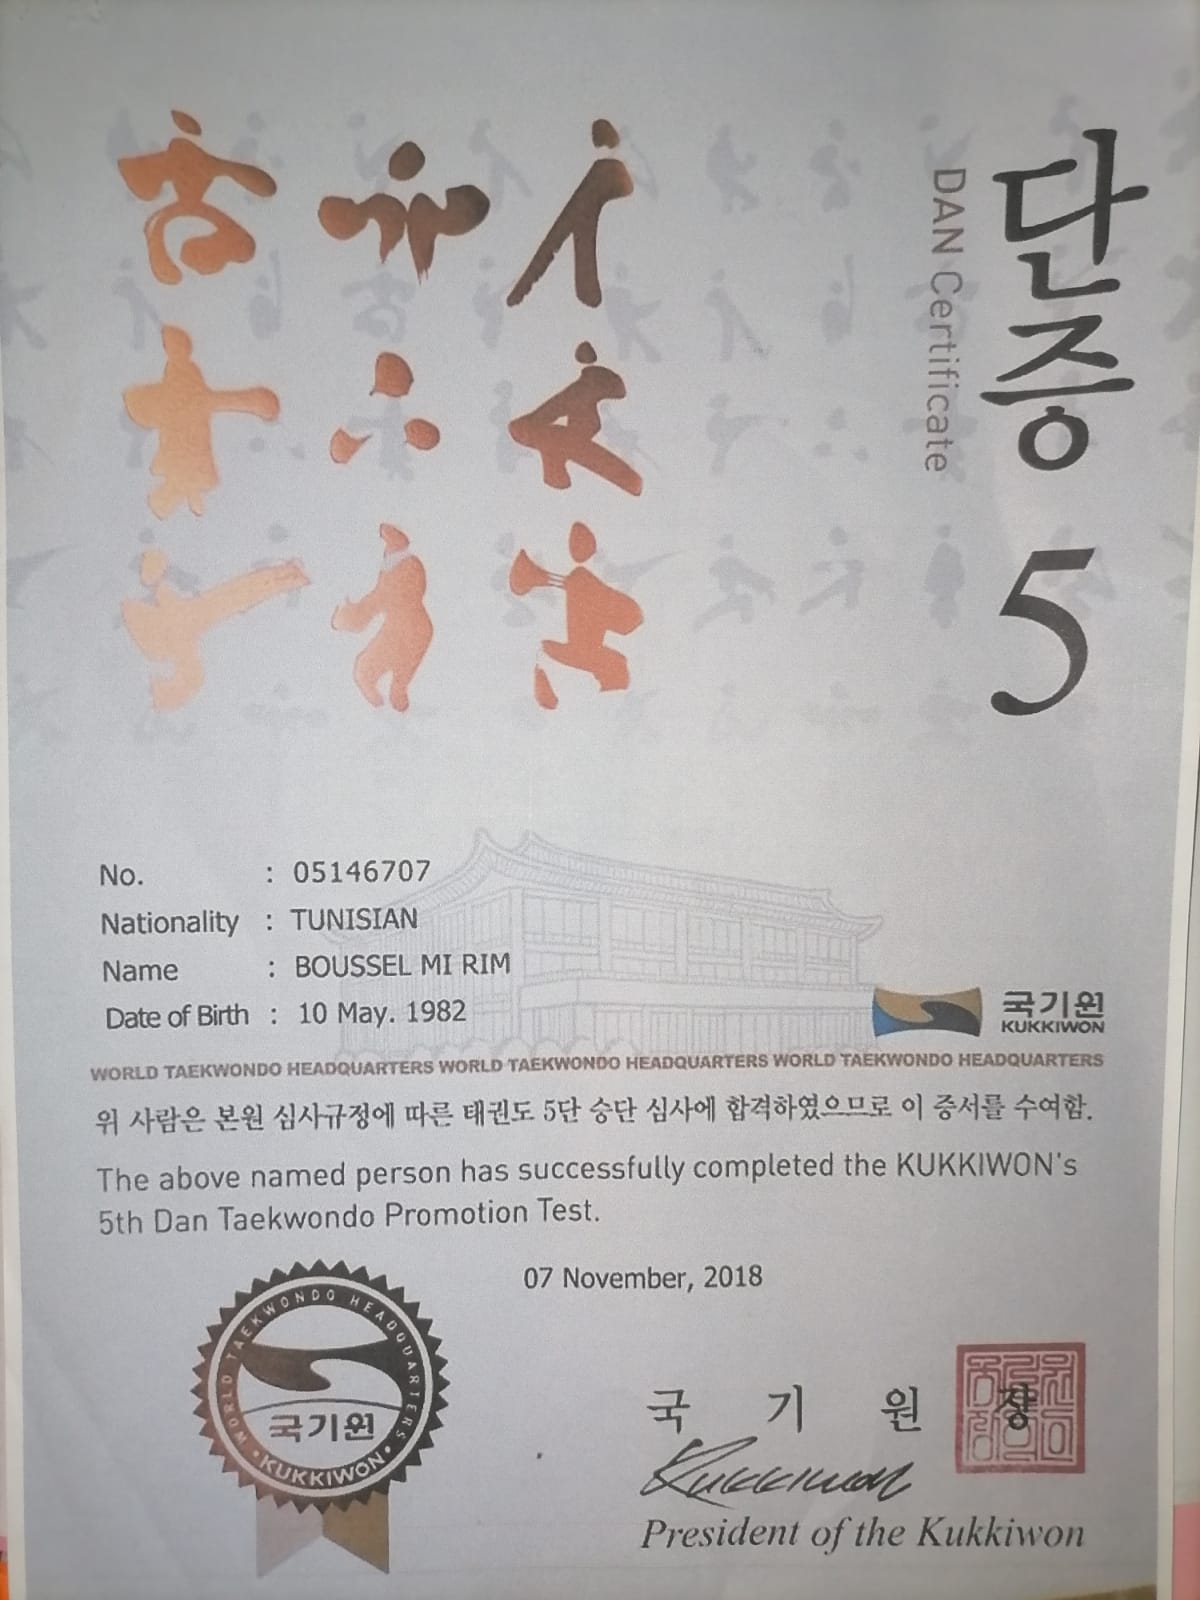 단증 5
DAN Certificate
No. : 05146707
Nationality : TUNISIAN
Name : BOUSSEL MI RIM
Date of Birth : 10 May. 1982
국기원
KUKKIWON
WORLD TAEKWONDO HEADQUARTERS WORLD TAEKWONDO HEADQUARTERS WORLD TAEKWONDO HEADQUARTERS
위 사람은 본원 심사규정에 따른 태권도 5단 승단 심사에 합격하였으므로 이 증서를 수여함.
The above named person has successfully completed the KUKKIWON's
5th Dan Taekwondo Promotion Test.
07 November, 2018
WORLD TAEKWONDO HEADQUARTERS
국기원
•KUKKIWON•
국 기 원 장
Kukkiwon
President of the Kukkiwon